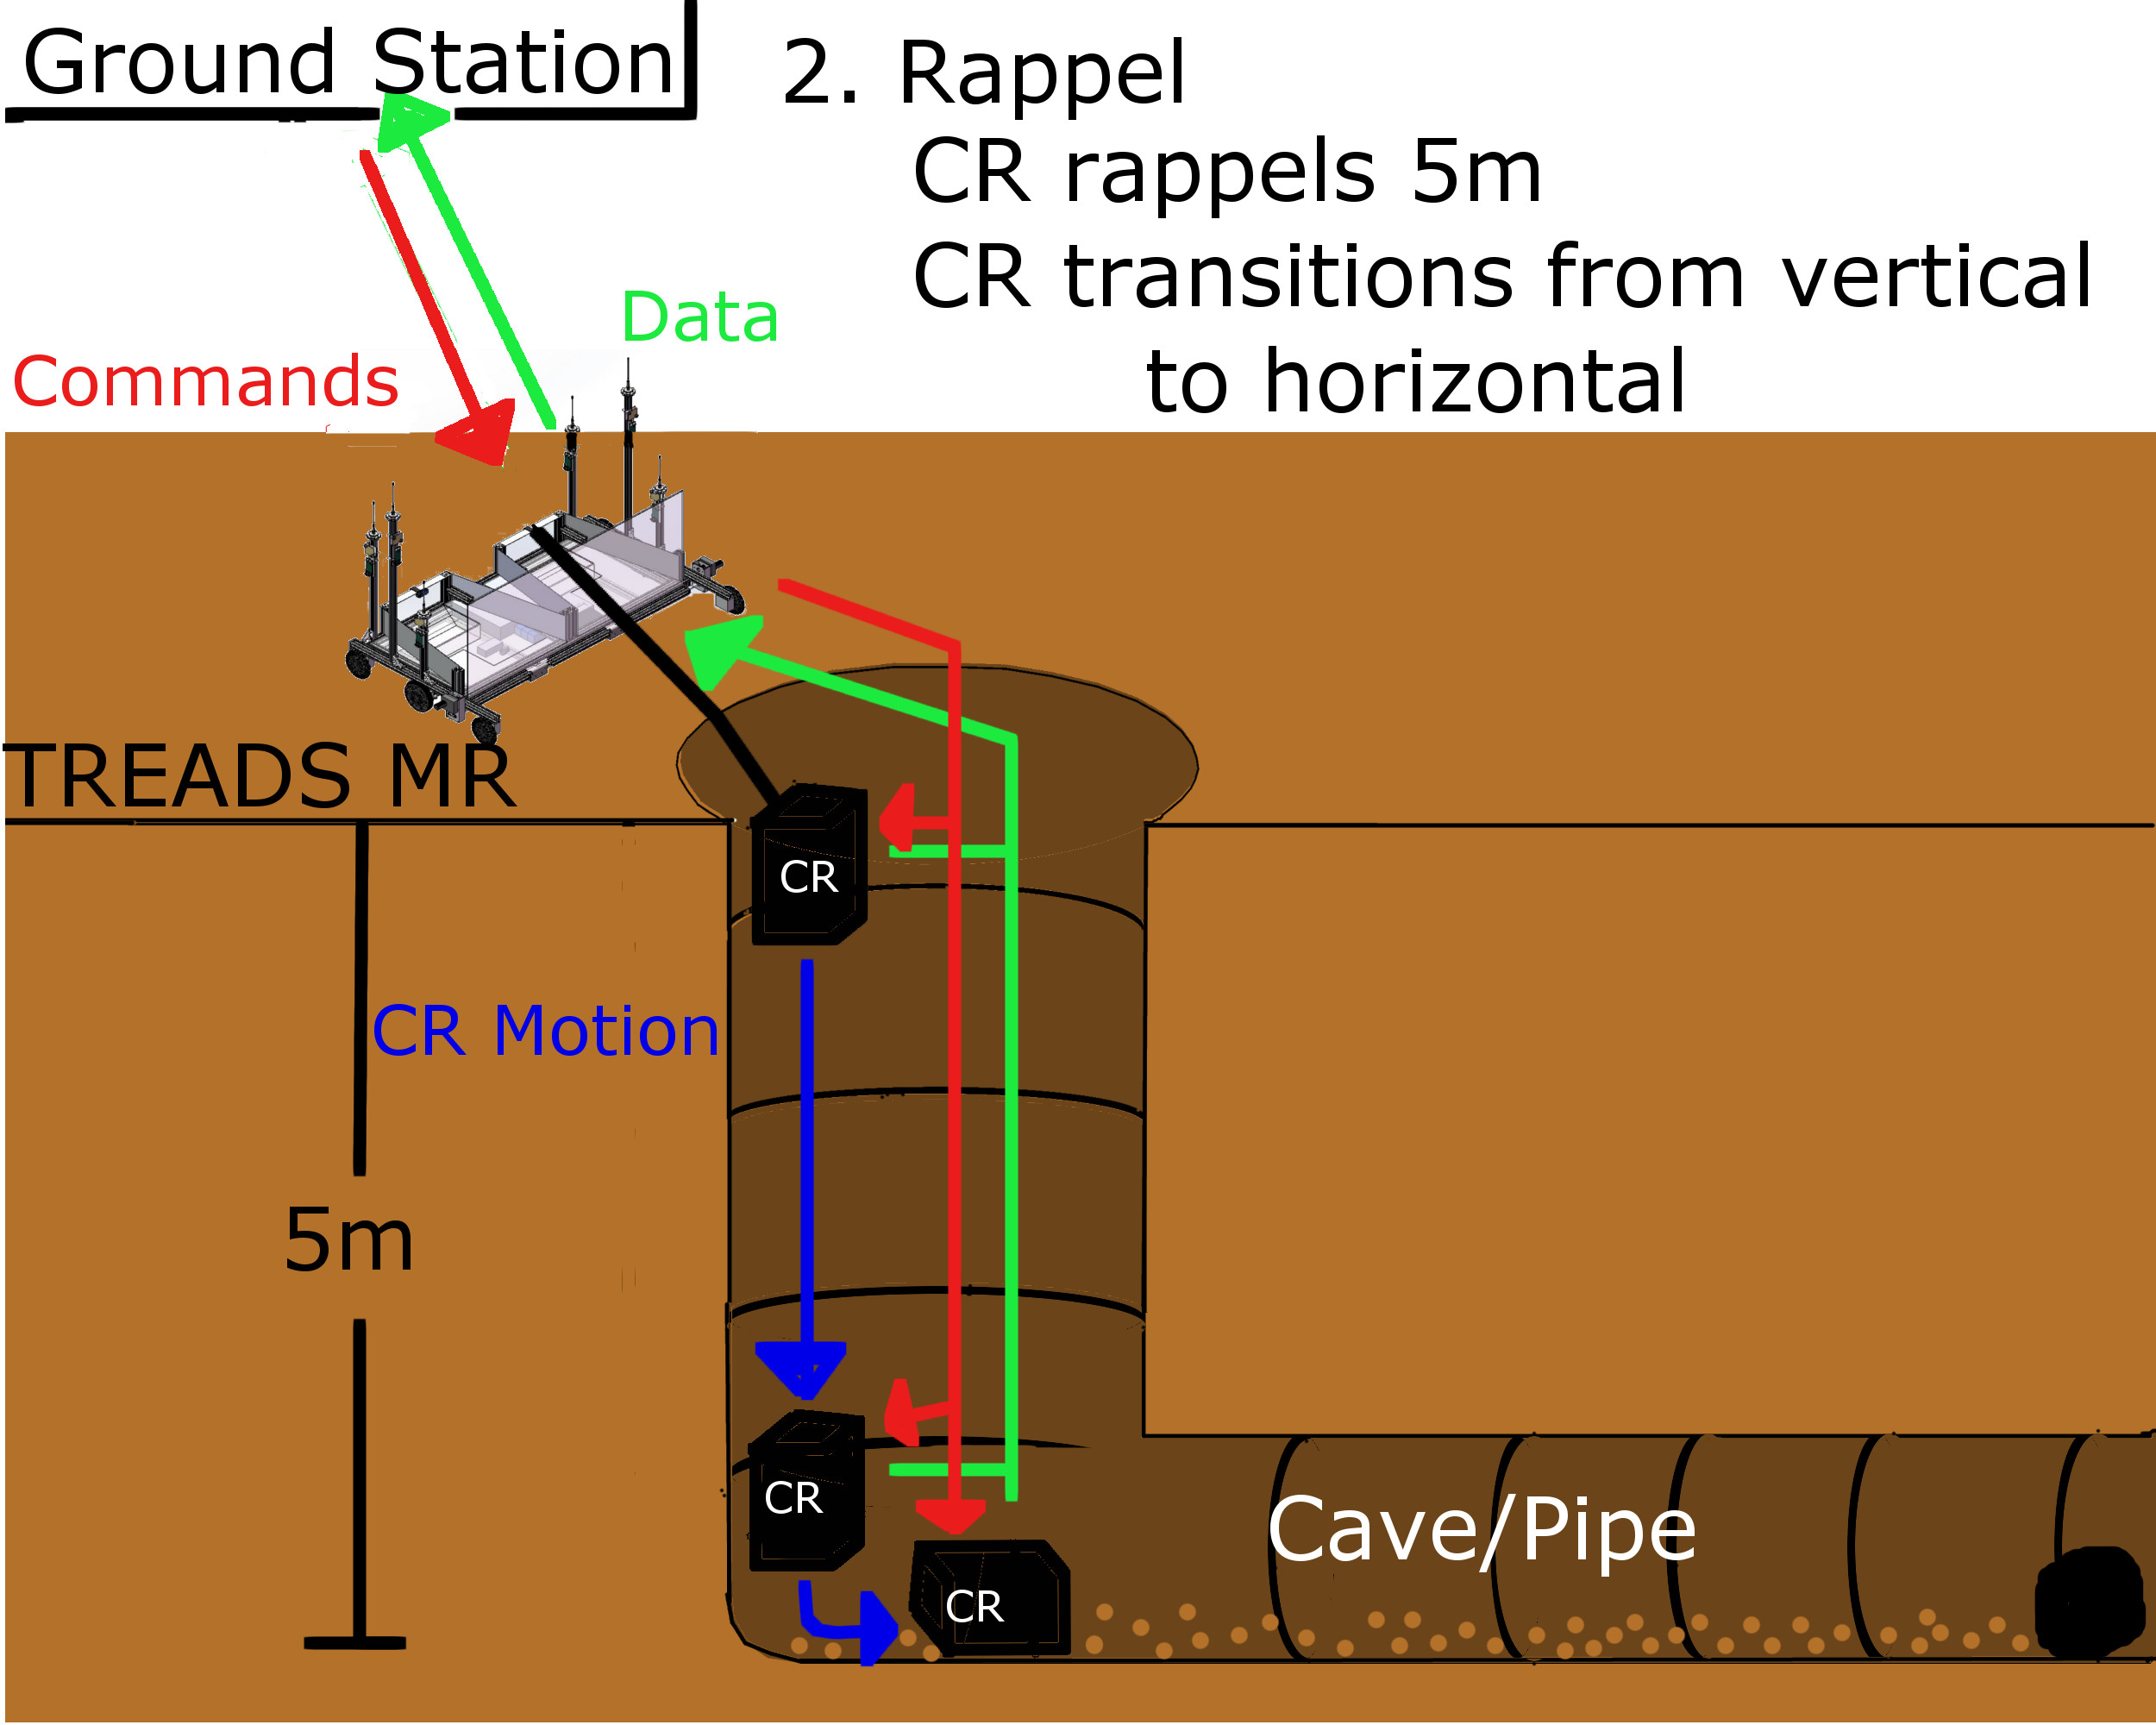 Ground Station
2. Rappel
CR rappels 5m
CR transitions from vertical
to horizontal
Data
Commands
TREADS MR
CR
CR Motion
5m
CR
Cave/Pipe
CR